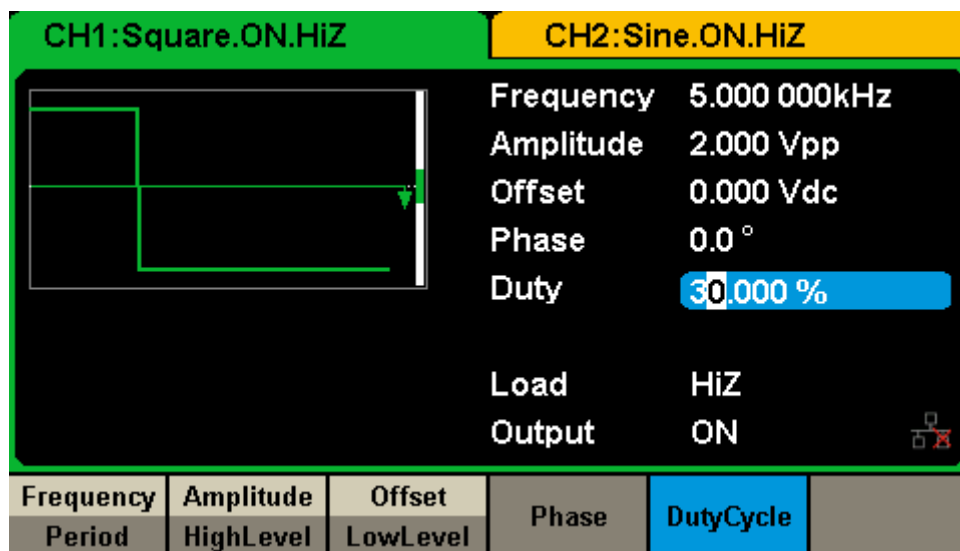 CH1:Square.ON.HiZ CH2:Sine.ON.HiZ
Frequency 5.000 000kHz
Amplitude 2.000 Vpp
Offset 0.000 Vdc
Phase 0.0 °
Duty 30.000 %
Load HiZ
Output ON
Frequency Amplitude Offset Phase DutyCycle
Period HighLevel LowLevel